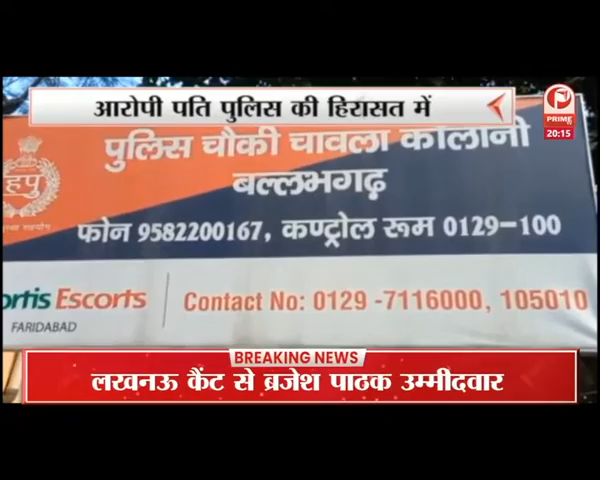 आरोपी पति पुलिस की हिरासत में
PRIME
20:15
पुलिस चौकी चावला कॉलोनी
बल्लभगढ़
हपु
फोन 9582200167, कण्ट्रोल रूम 0129-100
ortis Escorts
FARIDABAD
Contact No: 0129 -7116000, 105010
BREAKING NEWS
लखनऊ कैंट से ब्रजेश पाठक उम्मीदवार